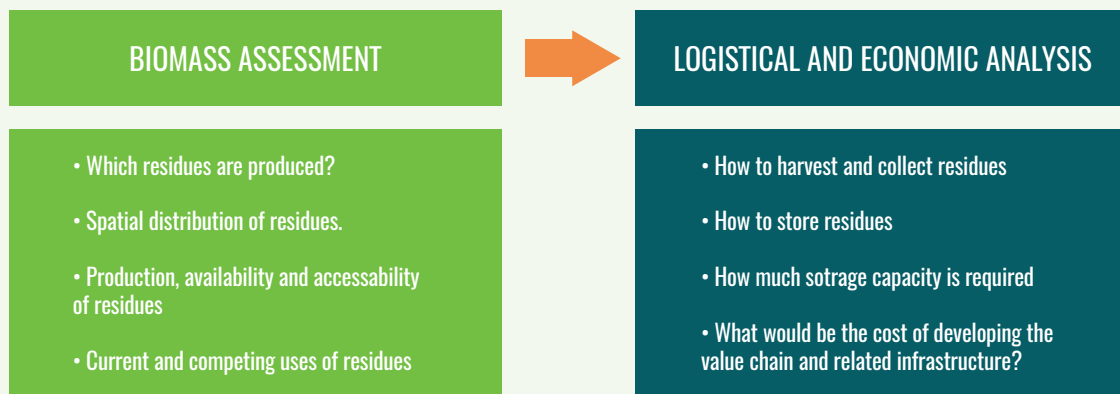 BIOMASS ASSESSMENT
• Which residues are produced?
• Spatial distribution of residues.
• Production, availability and accessability
of residues
• Current and competing uses of residues
LOGISTICAL AND ECONOMIC ANALYSIS
• How to harvest and collect residues
• How to store residues
• How much sotrage capacity is required
• What would be the cost of developing the
value chain and related infrastructure?